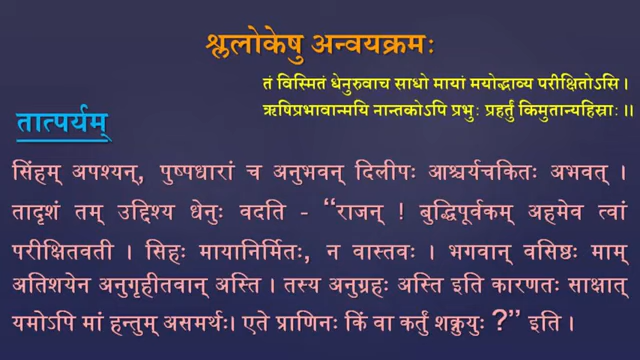 श्ललोकेषु अन्वयक्रमः
तं विस्मितं धेनुरुवाच साधो मायां मयोद्भाव्य परीक्षितोऽसि ।
ऋषिप्रभावान्मयि नान्तकोऽपि प्रभुः प्रहर्तुं किमुतान्यहिंस्राः ॥
तात्पर्यम्
सिंहम् अपश्यन्, पुष्पधारां च अनुभवन् दिलीपः आश्चर्यचकितः अभवत् ।
तादृशं तम् उद्दिश्य धेनुः वदति - “राजन् ! बुद्धिपूर्वकम् अहमेव त्वां
परीक्षितवती । सिंहः मायानिर्मितः, न वास्तवः । भगवान् वसिष्ठः माम्
अतिशयेन अनुगृहीतवान् अस्ति । तस्य अनुग्रहः अस्ति इति कारणतः साक्षात्
यमोऽपि मां हन्तुम् असमर्थः। एते प्राणिनः किं वा कर्तुं शक्नुयुः ?” इति ।